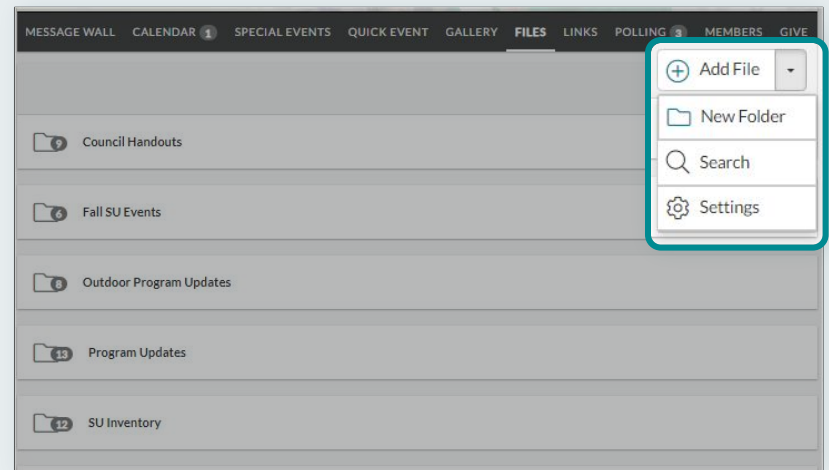 MESSAGE WALL CALENDAR 1 SPECIAL EVENTS QUICK EVENT GALLERY FILES LINKS POLLING 3 MEMBERS GIVE
Add File
New Folder
Search
Settings
9 Council Handouts
6 Fall SU Events
8 Outdoor Program Updates
13 Program Updates
12 SU Inventory